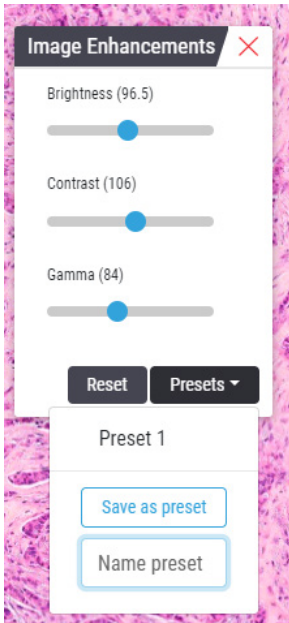 Image Enhancements
Brightness (96.5)
Contrast (106)
Gamma (84)
Reset Presets
Preset 1
Save as preset
Name preset